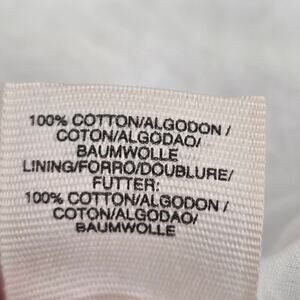 100% COTTON/ALGODON/
COTON/ALGODAO/
BAUMWOLLE
LINING/FORRO/DOUBLURE/
FUTTER:
100% COTTON/ALGODON/
COTON/ALGODAO/
BAUMWOLLE